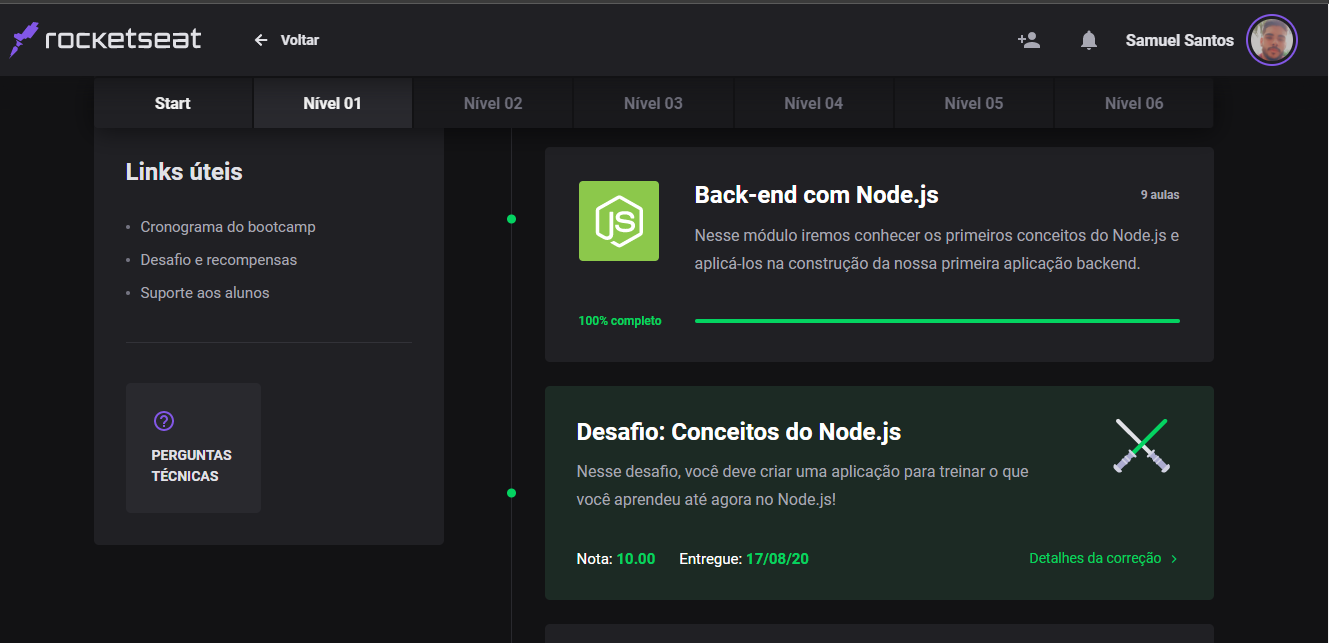 rocketseat
Voltar
Samuel Santos
Start
Nível 01
Nível 02
Nível 03
Nível 04
Nível 05
Nível 06
Links úteis
• Cronograma do bootcamp
• Desafio e recompensas
• Suporte aos alunos
? PERGUNTAS
TÉCNICAS
JS
Back-end com Node.js
9 aulas
Nesse módulo iremos conhecer os primeiros conceitos do Node.js e
aplicá-los na construção da nossa primeira aplicação backend.
100% completo
Desafio: Conceitos do Node.js
Nesse desafio, você deve criar uma aplicação para treinar o que
você aprendeu até agora no Node.js!
Nota: 10.00 Entregue: 17/08/20
Detalhes da correção